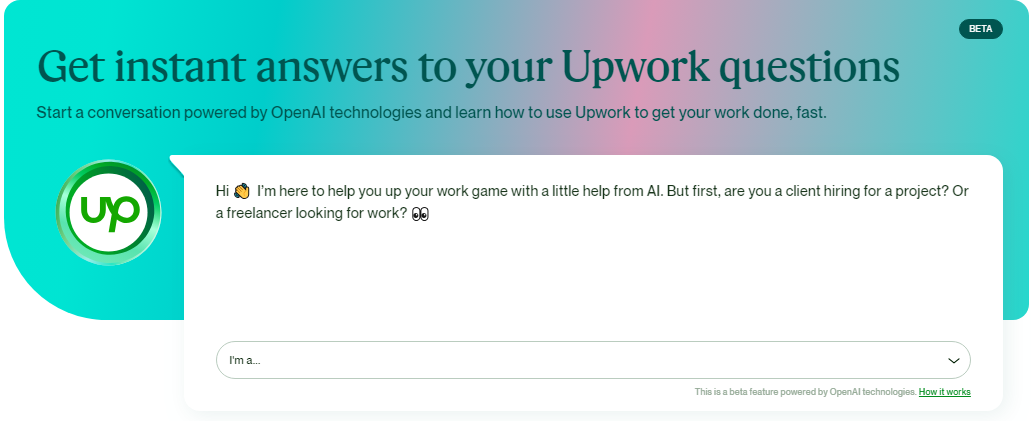 BETA
Get instant answers to your Upwork questions
Start a conversation powered by OpenAI technologies and learn how to use Upwork to get your work done, fast.
up
Hi 👋 I'm here to help you up your work game with a little help from AI. But first, are you a client hiring for a project? Or
a freelancer looking for work? 👀
I'm a...
This is a beta feature powered by OpenAI technologies. How it works